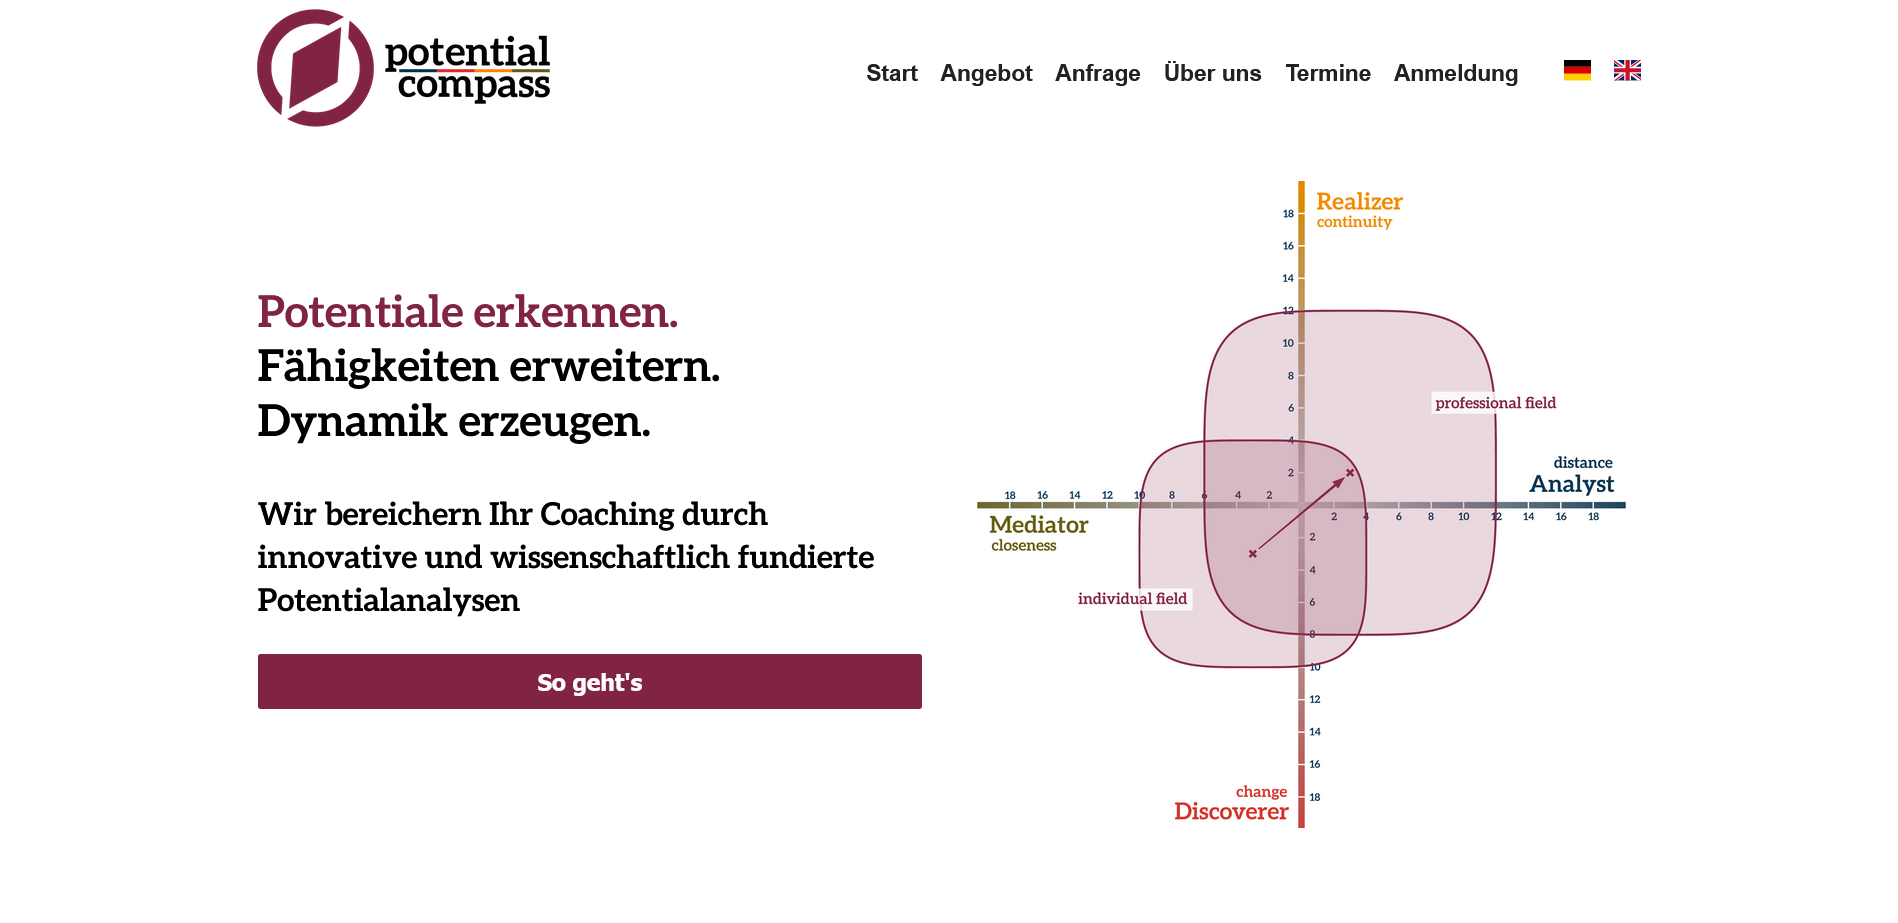 potential
compass
Start Angebot Anfrage Über uns Termine Anmeldung
Potentiale erkennen.
Fähigkeiten erweitern.
Dynamik erzeugen.
Wir bereichern Ihr Coaching durch
innovative und wissenschaftlich fundierte
Potentialanalysen
So geht's
Realizer
continuity
18
16
14
12
10
8
6
4
2
professional field
distance
Analyst
18 16 14 12 10 8 6 4 2
2 4 6 8 10 12 14 16 18
Mediator
closeness
individual field
2
4
6
8
10
12
14
16
18
change
Discoverer